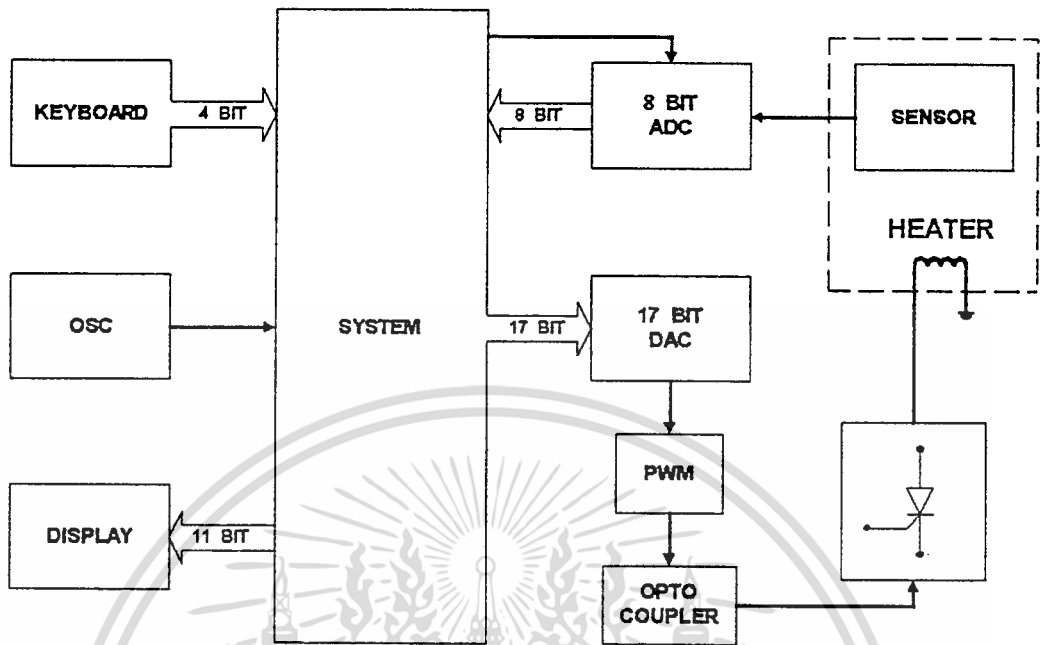 KEYBOARD
4 BIT
8 BIT
8 BIT
ADC
SENSOR
HEATER
OSC
SYSTEM
17 BIT
17 BIT
DAC
PWM
DISPLAY
11 BIT
OPTO
COUPLER